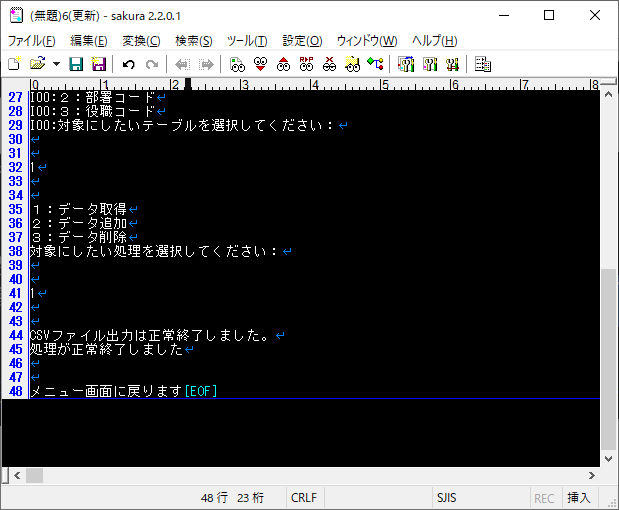 (無題)6(更新) - sakura 2.2.0.1
ファイル(F) 編集(E) 変換(C) 検索(S) ツール(T) 設定(O) ウィンドウ(W) ヘルプ(H)
0 1 2 3 4 5 6 7 8
27 I00:２：部署コード↵
28 I00:３：役職コード↵
29 I00:対象にしたいテーブルを選択してください：↵
30 ↵
31 ↵
32 1↵
33 ↵
34 ↵
35 １：データ取得↵
36 ２：データ追加↵
37 ３：データ削除↵
38 対象にしたい処理を選択してください：↵
39 ↵
40 ↵
41 1↵
42 ↵
43 ↵
44 CSVファイル出力は正常終了しました。↵
45 処理が正常終了しました↵
46 ↵
47 ↵
48 メニュー画面に戻ります[EOF]
48 行 23 桁 CRLF SJIS REC 挿入